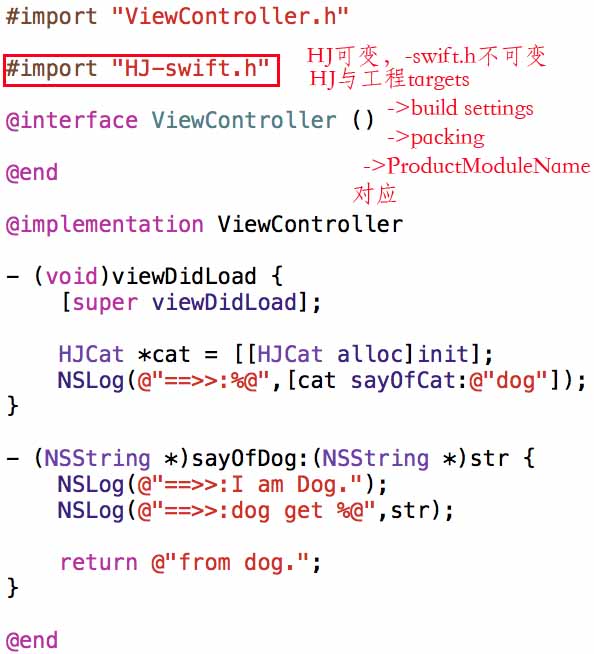 #import "ViewController.h"
#import "HJ-swift.h"
HJ可变，-swift.h不可变
HJ与工程targets
->build settings
@interface ViewController ()
->packing
->ProductModuleName
@end
对应
@implementation ViewController
- (void)viewDidLoad {
[super viewDidLoad];
HJCat *cat = [[HJCat alloc]init];
NSLog(@"==>>:%@",[cat sayOfCat:@"dog"]);
}
- (NSString *)sayOfDog:(NSString *)str {
NSLog(@"==>>:I am Dog.");
NSLog(@"==>>:dog get %@",str);
return @"from dog.";
}
@end